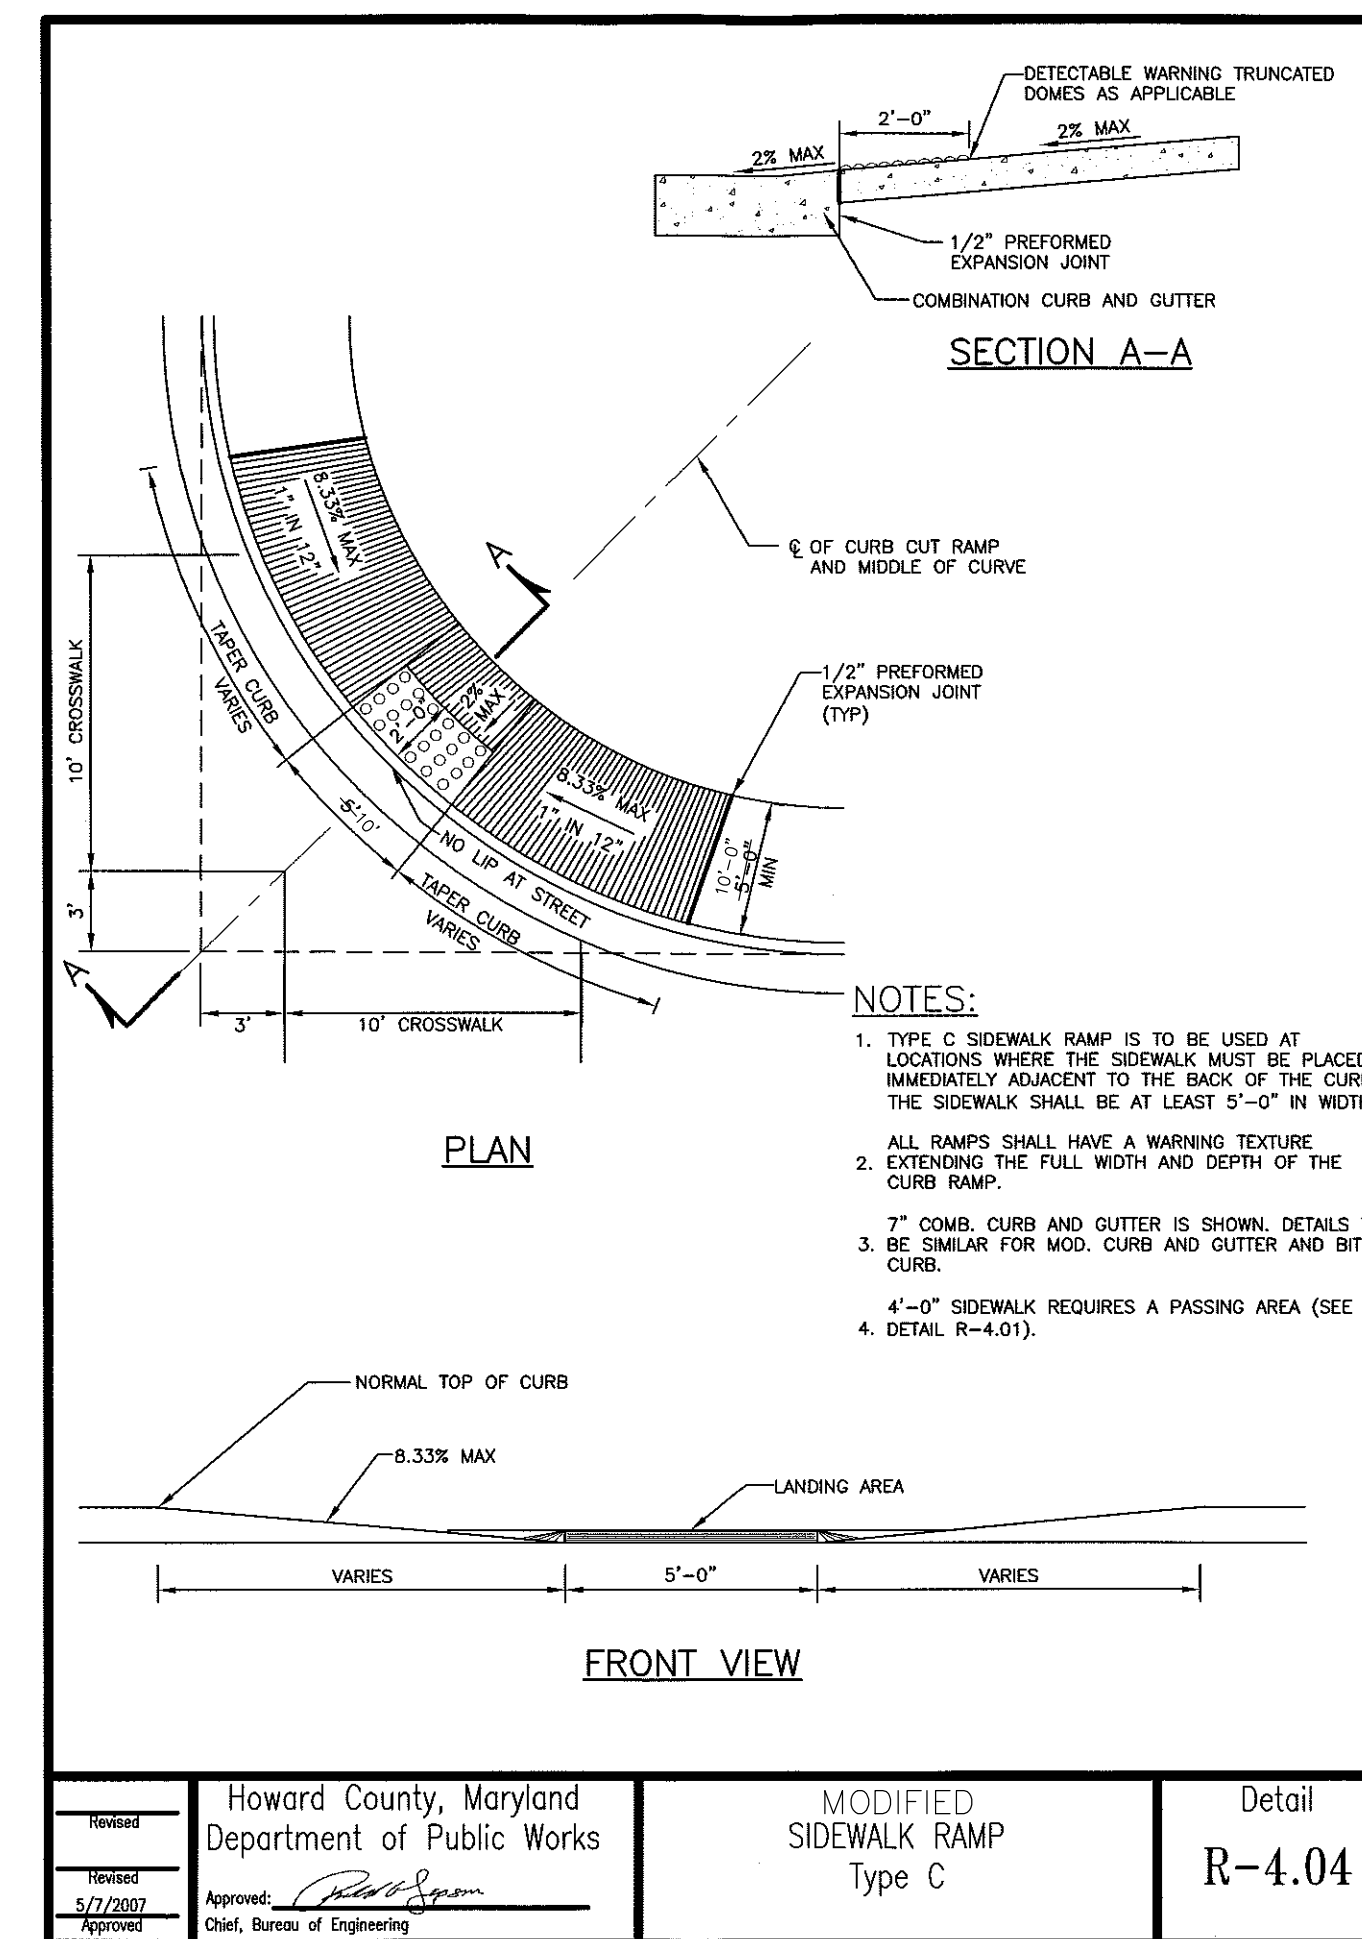 DETECTABLE WARNING TRUNCATED
DOMES AS APPLICABLE
2'-0"
2% MAX
2% MAX
1/2" PREFORMED
EXPANSION JOINT
COMBINATION CURB AND GUTTER
SECTION A-A
8.33% MAX
1" IN 12"
A
℄ OF CURB CUT RAMP
AND MIDDLE OF CURVE
TAPER CURB
VARIES
10' CROSSWALK
2%
MAX
2'-0"
1/2" PREFORMED
EXPANSION JOINT
(TYP)
8.33% MAX
1" IN 12"
10'-0"
5'-0"
MIN
NO LIP AT STREET
TAPER CURB
VARIES
3'
A
3'
10' CROSSWALK
PLAN
NOTES:
1. TYPE C SIDEWALK RAMP IS TO BE USED AT
LOCATIONS WHERE THE SIDEWALK MUST BE PLACED
IMMEDIATELY ADJACENT TO THE BACK OF THE CUR
THE SIDEWALK SHALL BE AT LEAST 5'-0" IN WIDT
ALL RAMPS SHALL HAVE A WARNING TEXTURE
2. EXTENDING THE FULL WIDTH AND DEPTH OF THE
CURB RAMP.
7" COMB. CURB AND GUTTER IS SHOWN. DETAILS
3. BE SIMILAR FOR MOD. CURB AND GUTTER AND BIT
CURB.
4'-0" SIDEWALK REQUIRES A PASSING AREA (SEE
4. DETAIL R-4.01).
NORMAL TOP OF CURB
8.33% MAX
LANDING AREA
VARIES
5'-0"
VARIES
FRONT VIEW
Revised
Revised
5/7/2007
Approved
Howard County, Maryland
Department of Public Works
Approved:
Chief, Bureau of Engineering
MODIFIED
SIDEWALK RAMP
Type C
Detail
R-4.04